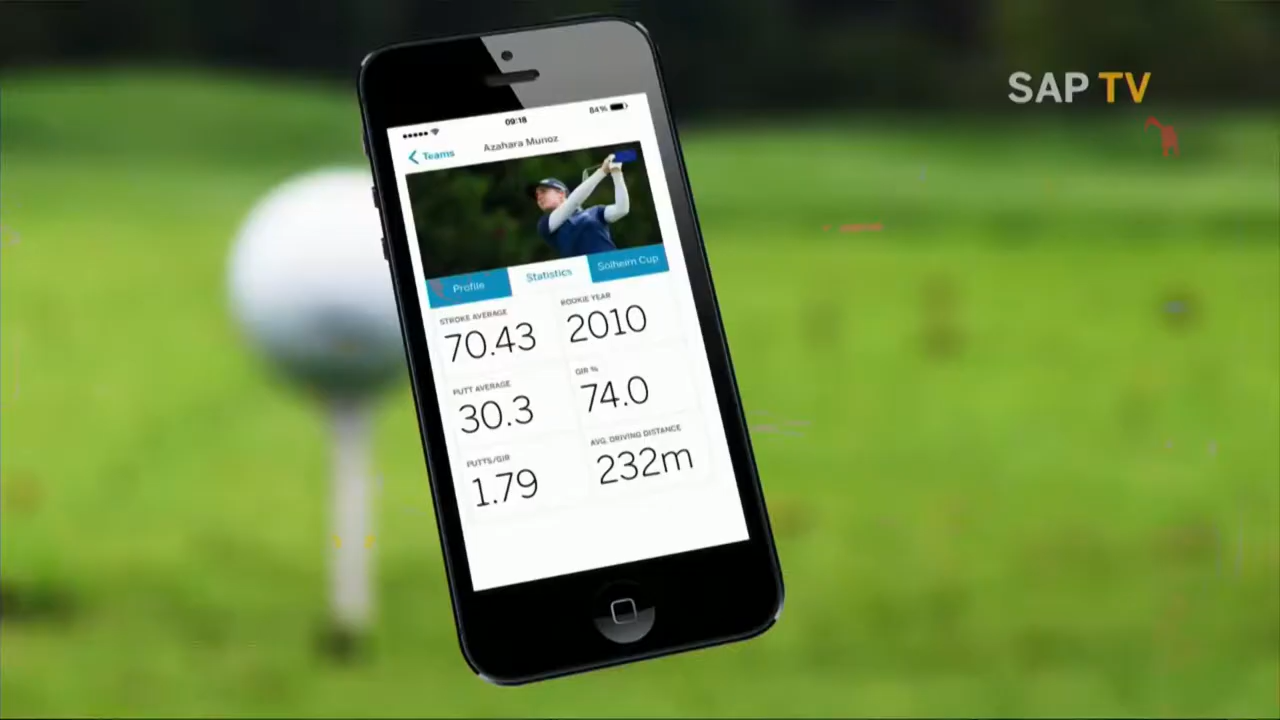 SAP TV
09:18
84%
Teams
Azahara Munoz
Profile
Statistics
Solheim Cup
STROKE AVERAGE
70.43
ROOKIE YEAR
2010
PUTT AVERAGE
30.3
GIR %
74.0
PUTTS/GIR
1.79
AVG. DRIVING DISTANCE
232m